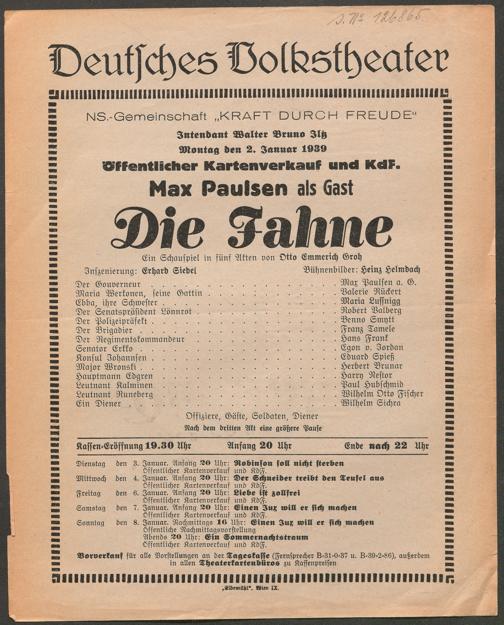 J. No 126865.
Deutsches Volkstheater
NS.-Gemeinschaft „KRAFT DURCH FREUDE"
Intendant Walter Bruno Iltz
Montag den 2. Januar 1939
Öffentlicher Kartenverkauf und KdF.
Max Paulsen als Gast
Die Fahne
Ein Schauspiel in fünf Akten von Otto Emmerich Groh
Inszenierung: Erhard Siedel Bühnenbilder: Heinz Helmdach
Der Gouverneur Max Paulsen a. G.
Maria Werkonen, seine Gattin Valerie Rückert
Ebba, ihre Schwester Maria Lussnigg
Der Senatspräsident Lönnrot Robert Valberg
Der Polizeipräfekt Benno Smytt
Der Brigadier Franz Tamele
Der Regimentskommandeur Hans Frank
Senator Erkko Egon v. Jordan
Konsul Johannsen Eduard Spieß
Major Wronski Herbert Brunar
Hauptmann Edgren Harry Nestor
Leutnant Kalminen Paul Hubschmid
Leutnant Runeberg Wilhelm Otto Fischer
Ein Diener Wilhelm Sichra
Offiziere, Gäste, Soldaten, Diener
Nach dem dritten Akt eine größere Pause
Kassen-Eröffnung 19.30 Uhr Anfang 20 Uhr Ende nach 22 Uhr
Dienstag den 3. Januar. Anfang 20 Uhr: Robinson soll nicht sterben
Öffentlicher Kartenverkauf und KdF.
Mittwoch den 4. Januar. Anfang 20 Uhr: Der Schneider treibt den Teufel aus
Öffentlicher Kartenverkauf und KdF.
Freitag den 6. Januar. Anfang 20 Uhr: Liebe ist zollfrei
Öffentlicher Kartenverkauf und KdF.
Samstag den 7. Januar. Anfang 20 Uhr: Einen Jux will er sich machen
Öffentlicher Kartenverkauf und KdF.
Sonntag den 8. Januar. Nachmittags 16 Uhr: Einen Jux will er sich machen
Öffentliche Nachmittagsvorstellung
Abends 20 Uhr: Ein Sommernachtstraum
Öffentlicher Kartenverkauf und KdF.
Vorverkauf für alle Vorstellungen an der Tageskasse (Fernsprecher B-31-0-37 u. B-39-2-86), außerdem
in allen Theaterkartenbüros zu Kassenpreisen
„Eldemühl", Wien IX.